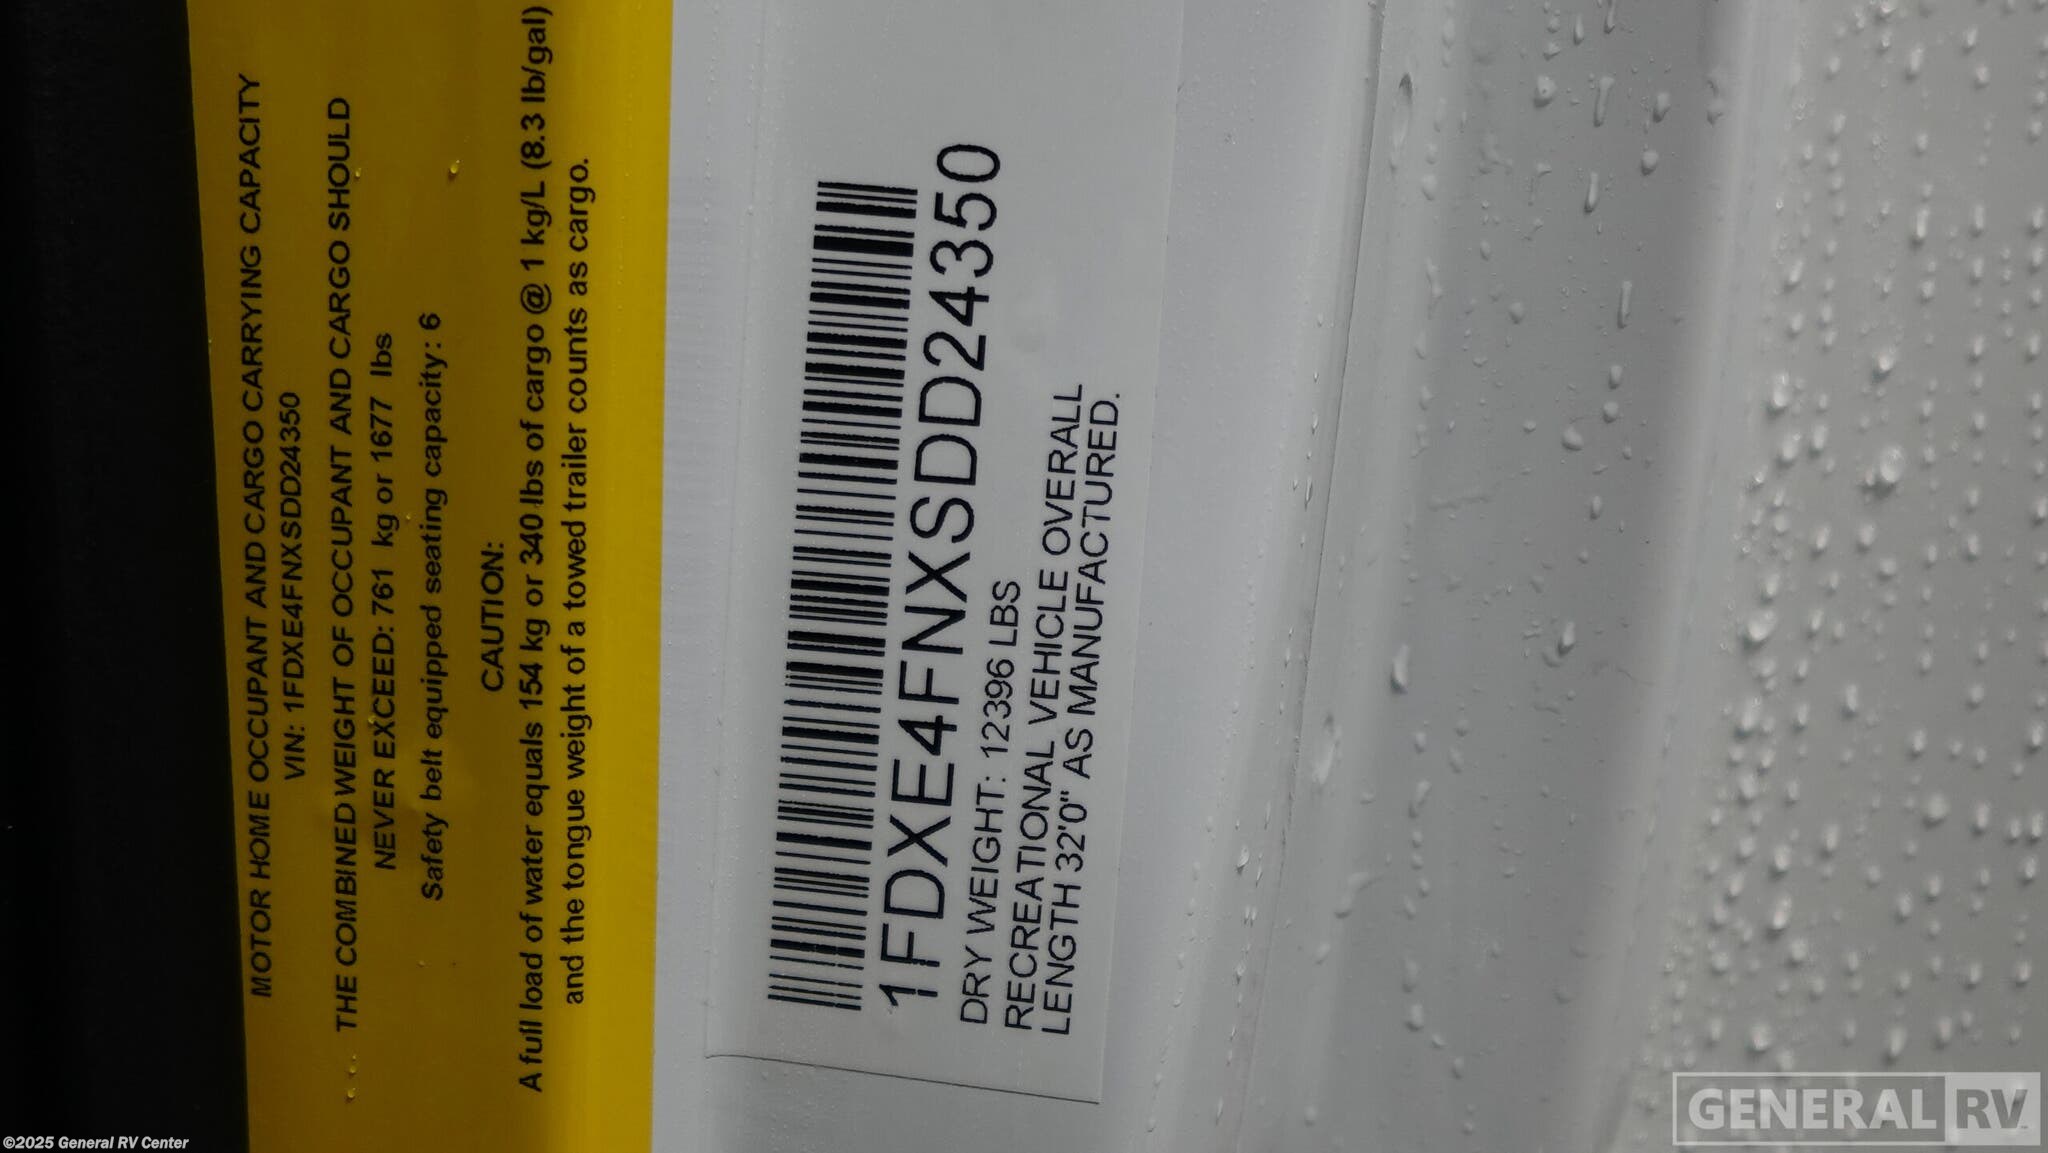 MOTOR HOME OCCUPANT AND CARGO CARRYING CAPACITY
VIN: 1FDXE4FNXSDD24350
THE COMBINED WEIGHT OF OCCUPANT AND CARGO SHOULD
NEVER EXCEED: 761 kg or 1677 lbs
Safety belt equipped seating capacity: 6
CAUTION:
A full load of water equals 154 kg or 340 lbs of cargo @ 1 kg/L (8.3 lb/gal)
and the tongue weight of a towed trailer counts as cargo.
1FDXE4FNXSDD24350
DRY WEIGHT: 12396 LBS
RECREATIONAL VEHICLE OVERALL
LENGTH 32'0" AS MANUFACTURED.
GENERAL RV
©2025 General RV Center